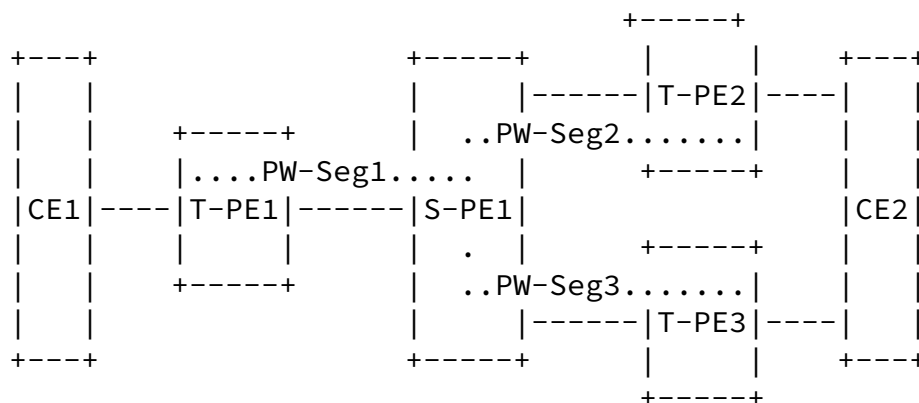 +-----+
+---+                 +-----+      |     |     +---+
|   |                 |     |------|T-PE2|----|   |
|   |    +-----+      |  ..PW-Seg2.......|    |   |
|   |    |....PW-Seg1.....  |      +-----+    |   |
|CE1|----|T-PE1|------|S-PE1|                 |CE2|
|   |    |     |      |  .  |      +-----+    |   |
|   |    +-----+      |  ..PW-Seg3.......|    |   |
|   |                 |     |------|T-PE3|----|   |
+---+                 +-----+      |     |    +---+
                                   +-----+